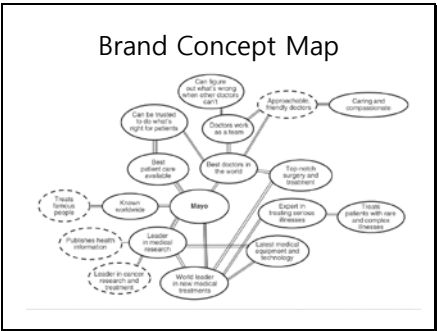 Brand Concept Map
Can figure
out what's wrong
when other doctors
can't
Approachable,
friendly doctors
Caring and
compassionate
Can be trusted
to do what's
right for patients
Doctors work
as a team
Best
patient care
available
Best doctors in
the world
Top-notch
surgery and
treatment
Treats
famous
people
Known
worldwide
Mayo
Expert in
treating serious
illnesses
Treats
patients with rare
and complex
illnesses
Publishes health
information
Leader
in medical
research
Latest medical
equipment and
technology
Leader in cancer
research and
treatment
World leader
in new medical
treatments